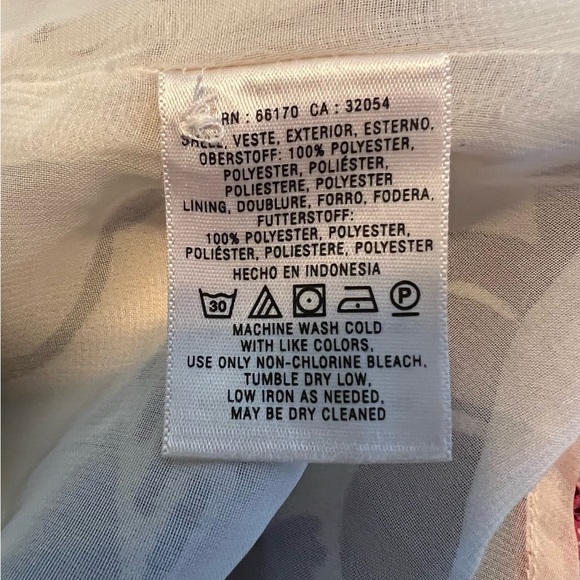 RN : 66170 CA : 32054
SHELL, VESTE, EXTERIOR, ESTERNO,
OBERSTOFF: 100% POLYESTER,
POLYESTER, POLIÉSTER,
POLIESTERE, POLYESTER
LINING, DOUBLURE, FORRO, FODERA,
FUTTERSTOFF:
100% POLYESTER, POLYESTER,
POLIÉSTER, POLIESTERE, POLYESTER
HECHO EN INDONESIA
30 P
MACHINE WASH COLD
WITH LIKE COLORS,
USE ONLY NON-CHLORINE BLEACH,
TUMBLE DRY LOW,
LOW IRON AS NEEDED,
MAY BE DRY CLEANED